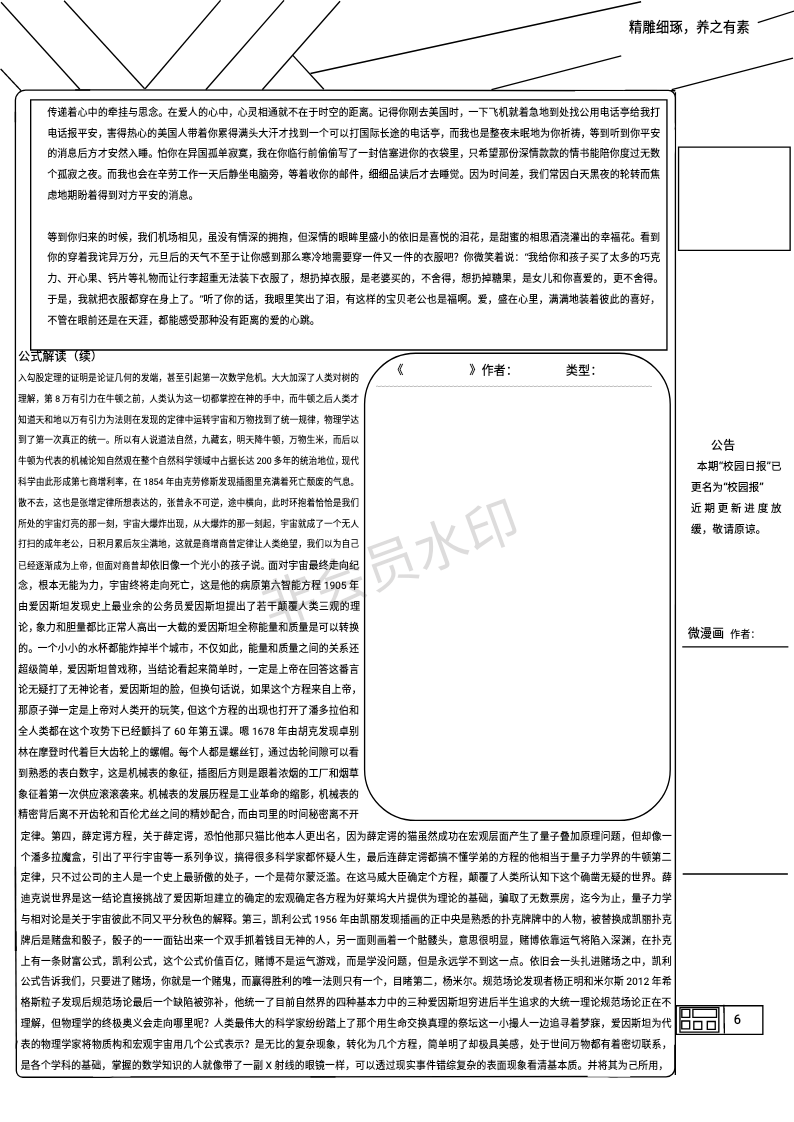 精雕细琢，养之有素
传递着心中的牵挂与思念。在爱人的心中，心灵相通就不在于时空的距离。记得你刚去美国时，一下飞机就着急地到处找公用电话亭给我打
电话报平安，害得热心的美国人带着你累得满头大汗才找到一个可以打国际长途的电话亭，而我也是整夜未眠地为你祈祷，等到听到你平安
的消息后方才安然入睡。怕你在异国孤单寂寞，我在你临行前偷偷写了一封信塞进你的衣袋里，只希望那份深情款款的情书能陪你度过无数
个孤寂之夜。而我也会在辛劳工作一天后静坐电脑旁，等着收你的邮件，细细品读后才去睡觉。因为时间差，我们常因白天黑夜的轮转而焦
虑地期盼着得到对方平安的消息。
等到你归来的时候，我们机场相见，虽没有情深的拥抱，但深情的眼眸里盛小的依旧是喜悦的泪花，是甜蜜的相思酒浇灌出的幸福花。看到
你的穿着我诧异万分，元旦后的天气不至于让你感到那么寒冷地需要穿一件又一件的衣服吧？你微笑着说：“我给你和孩子买了太多的巧克
力、开心果、钙片等礼物而让行李超重无法装下衣服了，想扔掉衣服，是老婆买的，不舍得，想扔掉糖果，是女儿和你喜爱的，更不舍得。
于是，我就把衣服都穿在身上了。”听了你的话，我眼里笑出了泪，有这样的宝贝老公也是福啊。爱，盛在心里，满满地装着彼此的喜好，
不管在眼前还是在天涯，都能感受那种没有距离的爱的心跳。
公式解读（续）
入勾股定理的证明是论证几何的发端，甚至引起第一次数学危机。大大加深了人类对树的
理解，第 8 万有引力在牛顿之前，人类认为这一切都掌控在神的手中，而牛顿之后人类才
知道天和地以万有引力为法则在发现的定律中运转宇宙和万物找到了统一规律，物理学达
到了第一次真正的统一。所以有人说道法自然，九藏玄，明天降牛顿，万物生米，而后以
牛顿为代表的机械论知自然观在整个自然科学领域中占据长达 200 多年的统治地位，现代
科学由此形成第七商增利率，在 1854 年由克劳修斯发现插图里充满着死亡颓废的气息。
散不去，这也是张增定律所想表达的，张曾永不可逆，途中横向，此时环抱着恰恰是我们
所处的宇宙灯亮的那一刻，宇宙大爆炸出现，从大爆炸的那一刻起，宇宙就成了一个无人
打扫的成年老公，日积月累后灰尘满地，这就是商增商普定律让人类绝望，我们以为自己
已经逐渐成为上帝，但面对商普却依旧像一个光小的孩子说。面对宇宙最终走向纪
念，根本无能为力，宇宙终将走向死亡，这是他的病原第六智能方程 1905 年
由爱因斯坦发现史上最业余的公务员爱因斯坦提出了若干颠覆人类三观的理
论，象力和胆量都比正常人高出一大截的爱因斯坦全称能量和质量是可以转换
的。一个小小的水杯都能炸掉半个城市，不仅如此，能量和质量之间的关系还
超级简单，爱因斯坦曾戏称，当结论看起来简单时，一定是上帝在回答这番言
论无疑打了无神论者，爱因斯坦的脸，但换句话说，如果这个方程来自上帝，
那原子弹一定是上帝对人类开的玩笑，但这个方程的出现也打开了潘多拉伯和
全人类都在这个攻势下已经颤抖了 60 年第五课。嗯 1678 年由胡克发现卓别
林在摩登时代着巨大齿轮上的螺帽。每个人都是螺丝钉，通过齿轮间隙可以看
到熟悉的表白数字，这是机械表的象征，插图后方则是跟着浓烟的工厂和烟草
象征着第一次供应滚滚袭来。机械表的发展历程是工业革命的缩影，机械表的
精密背后离不开齿轮和百伦尤丝之间的精妙配合，而由司里的时间秘密离不开
定律。第四，薛定谔方程，关于薛定谔，恐怕他那只猫比他本人更出名，因为薛定谔的猫虽然成功在宏观层面产生了量子叠加原理问题，但却像一
个潘多拉魔盒，引出了平行宇宙等一系列争议，搞得很多科学家都怀疑人生，最后连薛定谔都搞不懂学弟的方程的他相当于量子力学界的牛顿第二
定律，只不过公司的主人是一个史上最骄傲的处子，一个是荷尔蒙泛滥。在这马威大臣确定个方程，颠覆了人类所认知下这个确凿无疑的世界。薛
迪克说世界是这一结论直接挑战了爱因斯坦建立的确定的宏观确定各方程为好莱坞大片提供为理论的基础，骗取了无数票房，迄今为止，量子力学
与相对论是关于宇宙彼此不同又平分秋色的解释。第三，凯利公式 1956 年由凯丽发现插画的正中央是熟悉的扑克牌牌中的人物，被替换成凯丽扑克
牌后是赌盘和骰子，骰子的一一面钻出来一个双手抓着钱目无神的人，另一面则画着一个骷髅头，意思很明显，赌博依靠运气将陷入深渊，在扑克
上有一条财富公式，凯利公式，这个公式价值百亿，赌博不是运气游戏，而是学没问题，但是永远学不到这一点。依旧会一头扎进赌场之中，凯利
公式告诉我们，只要进了赌场，你就是一个赌鬼，而赢得胜利的唯一法则只有一个，目睹第二，杨米尔。规范场论发现者杨正明和米尔斯 2012 年希
格斯粒子发现后规范场论最后一个缺陷被弥补，他统一了目前自然界的四种基本力中的三种爱因斯坦穷进后半生追求的大统一理论规范场论正在不
理解，但物理学的终极奥义会走向哪里呢？人类最伟大的科学家纷纷踏上了那个用生命交换真理的祭坛这一小撮人一边追寻着梦寐，爱因斯坦为代
表的物理学家将物质构和宏观宇宙用几个公式表示？是无比的复杂现象，转化为几个方程，简单明了却极具美感，处于世间万物都有着密切联系，
是各个学科的基础，掌握的数学知识的人就像带了一副 X 射线的眼镜一样，可以透过现实事件错综复杂的表面现象看清基本质。并将其为己所用，
《 》作者： 类型：
非会员水印
公告
本期“校园日报”已
更名为“校园报”
近期更新进度放
缓，敬请原谅。
微漫画 作者：
6